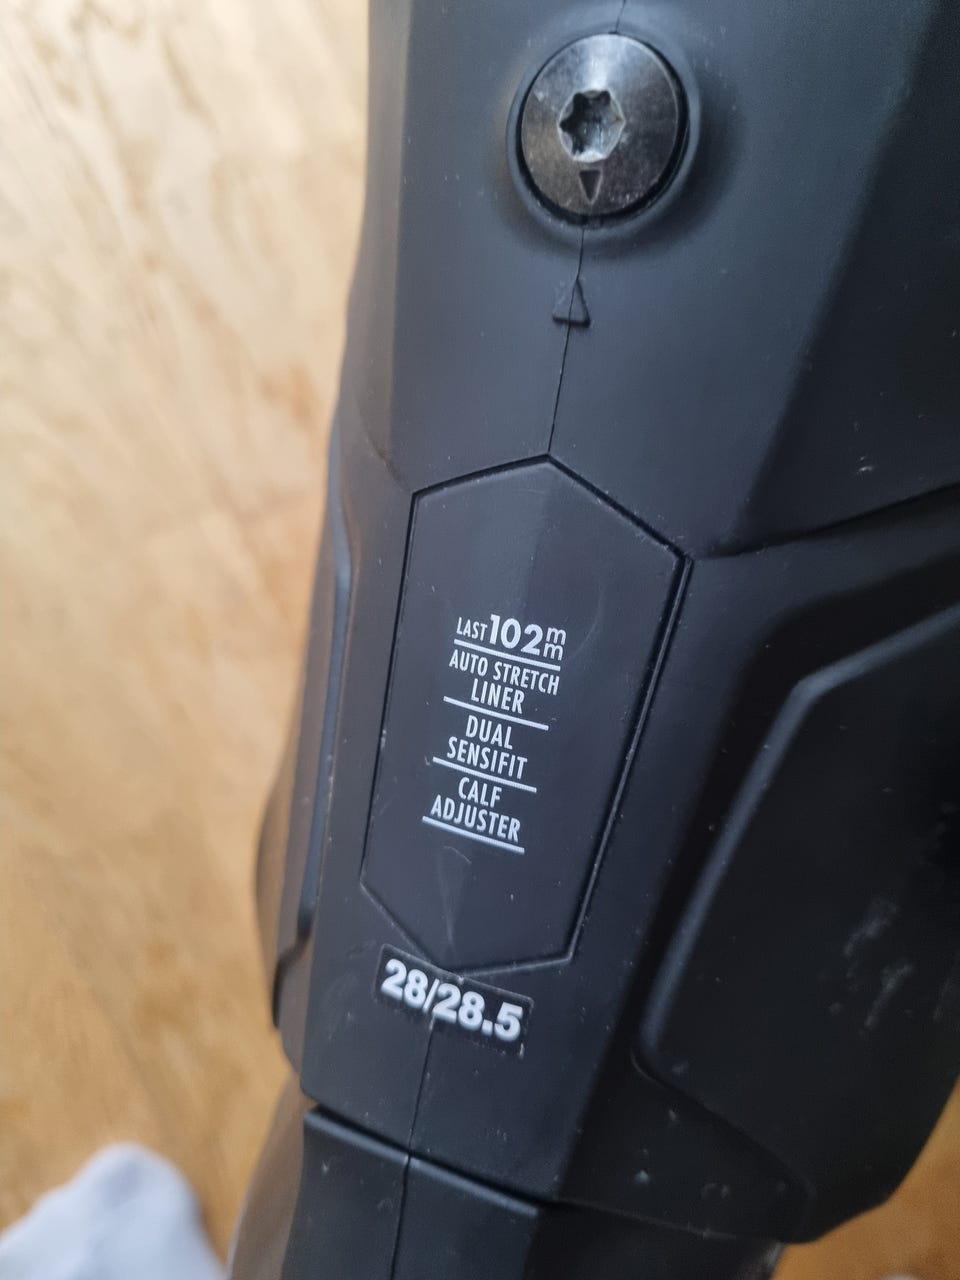 LAST 102mm
AUTO STRETCH
LINER
DUAL
SENSIFIT
CALF
ADJUSTER
28/28.5